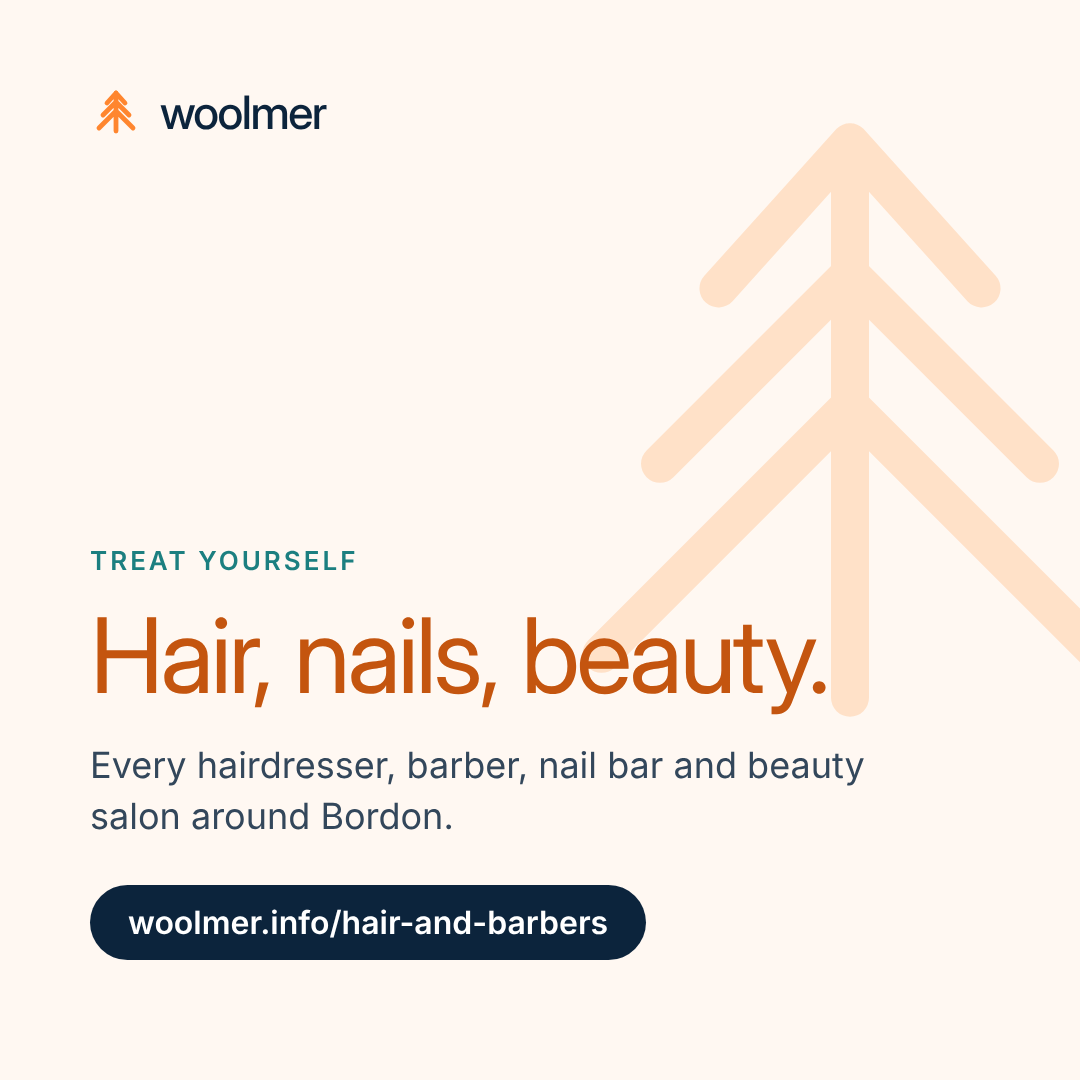 woolmer
TREAT YOURSELF
Hair, nails, beauty.
Every hairdresser, barber, nail bar and beauty
salon around Bordon.
woolmer.info/hair-and-barbers